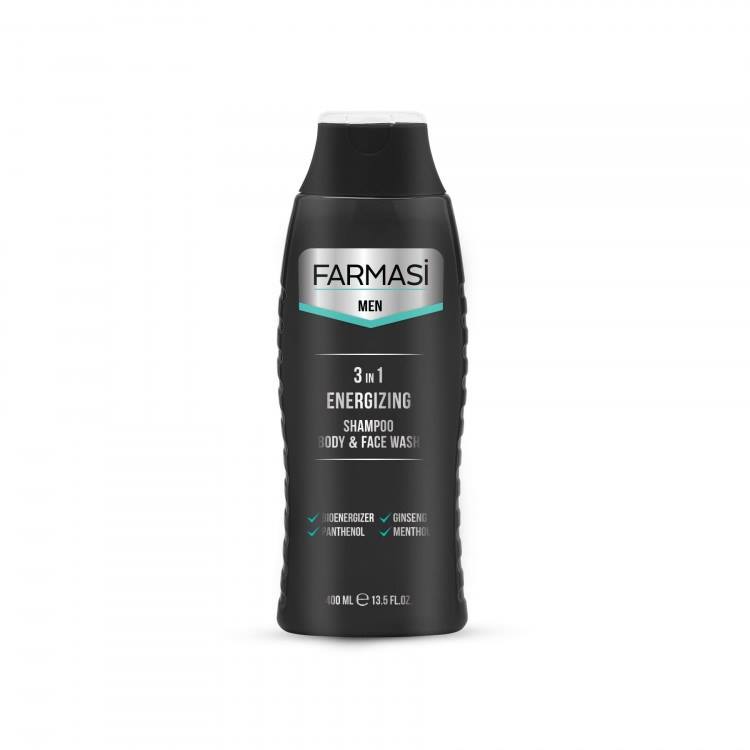 FARMASİ
MEN
3 IN 1
ENERGIZING
SHAMPOO
BODY & FACE WASH
✓ BIOENERGIZER ✓ GINSENG
✓ PANTHENOL ✓ MENTHOL
400 ML ℮ 13.5 FL.OZ.